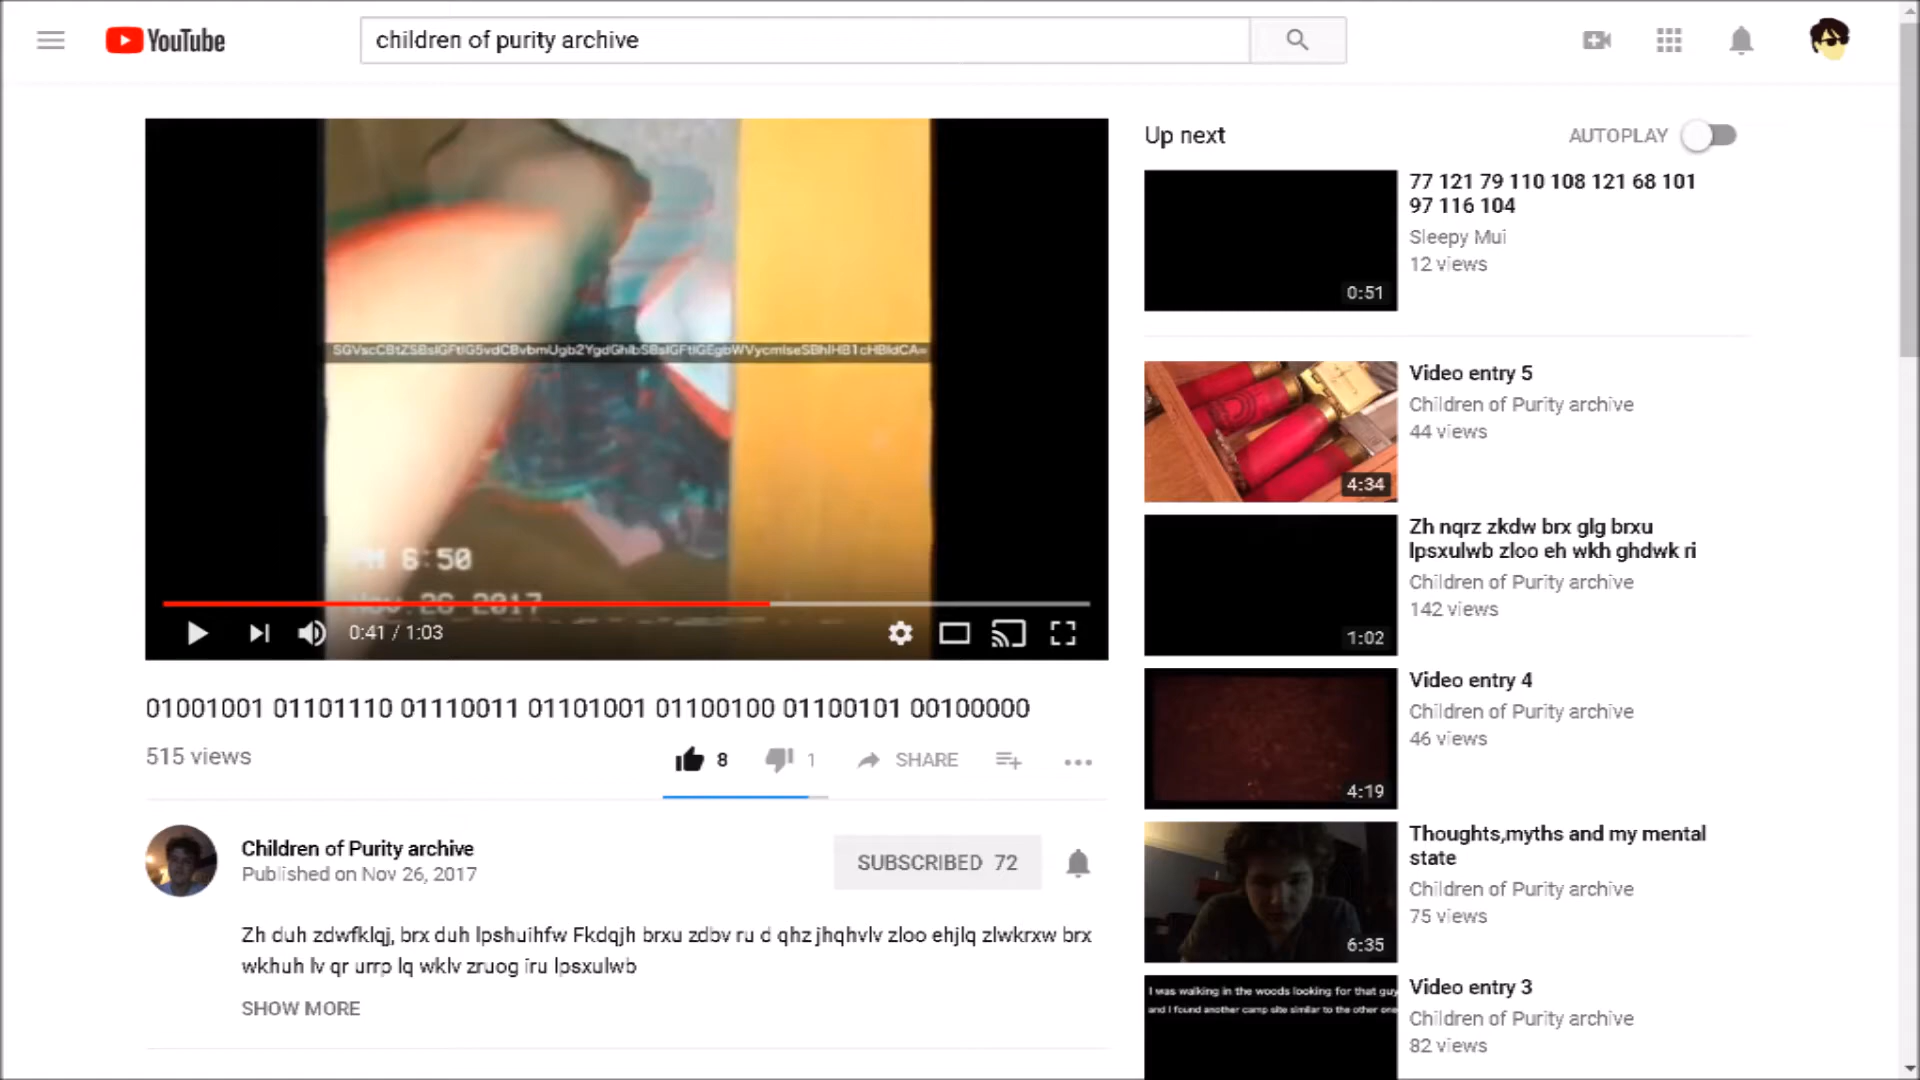 YouTube
children of purity archive
Up next
AUTOPLAY
77 121 79 110 108 121 68 101
97 116 104
Sleepy Mui
12 views
0:51
Video entry 5
Children of Purity archive
44 views
4:34
Zh nqrz zkdw brx glg brxu
lpsxulwb zloo eh wkh ghdwk ri
Children of Purity archive
142 views
1:02
Video entry 4
Children of Purity archive
46 views
4:19
Thoughts,myths and my mental
state
Children of Purity archive
75 views
6:35
I was walking in the woods looking for that guy
and I found another camp site similar to the other one
Video entry 3
Children of Purity archive
82 views
PM 6:50
Nov. 26 2017
0:41 / 1:03
01001001 01101110 01110011 01101001 01100100 01100101 00100000
515 views
8
1
SHARE
Children of Purity archive
Published on Nov 26, 2017
SUBSCRIBED 72
Zh duh zdwfklqj, brx duh lpshuihfw Fkdqjh brxu zdbv ru d qhz jhqhvlv zloo ehjlq zlwkrxw brx
wkhuh lv qr urrp lq wklv zruog iru lpsxulwb
SHOW MORE